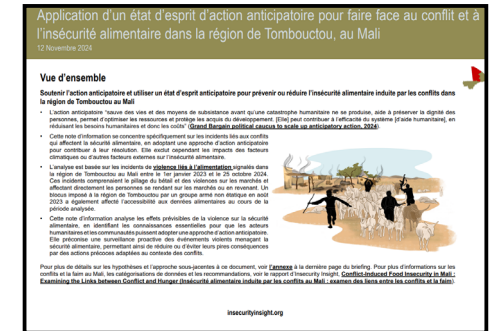 Application d'un état d'esprit d'action anticipatoire pour faire face au conflit et à
l'insécurité alimentaire dans la région de Tombouctou, au Mali
12 Novembre 2024
Vue d'ensemble
Soutenir l'action anticipatoire et utiliser un état d'esprit anticipatoire pour prévenir ou réduire l'insécurité alimentaire induite par les conflits dans
la région de Tombouctou au Mali
• L'action anticipatoire "sauve des vies et des moyens de subsistance avant qu'une catastrophe humanitaire ne se produise, aide à préserver la dignité des
personnes, permet d'optimiser les ressources et protège les acquis du développement. [Elle] peut contribuer à l'efficacité du système [d'aide humanitaire], en
réduisant les besoins humanitaires et donc les coûts" (Grand Bargain political caucus to scale up anticipatory action, 2024).
• Cette note d'information se concerne spécifiquement sur les incidents liés aux conflits
qui affectent la sécurité alimentaire, en adoptant une approche d'action anticipatoire
pour contribuer à leur résolution. Elle exclut cependant les impacts des facteurs
climatiques ou d'autres facteurs externes sur l'insécurité alimentaire.
• L'analyse est basée sur les incidents de violence liés à l'alimentation signalés dans
la région de Tombouctou au Mali entre le 1er janvier 2023 et le 25 octobre 2024.
Ces incidents comprenaient le pillage du bétail et des violences sur les marchés et
affectant directement les personnes se rendant sur les marchés ou en revenant. Un
blocus imposé à la région de Tombouctou par un groupe armé non étatique en août
2023 a également affecté l'accessibilité aux denrées alimentaires au cours de la
période analysée.
• Cette note d'information analyse les effets prévisibles de la violence sur la sécurité
alimentaire, en identifiant les connaissances essentielles pour que les acteurs
humanitaires et les communautés puissent adopter une approche d'action anticipatoire.
Elle préconise une surveillance proactive des événements violents menaçant la
sécurité alimentaire, permettant ainsi de réduire ou d'éviter leurs pires conséquences
par des actions précoces adaptées au contexte des conflits.
Pour plus de détails sur les hypothèses et l'approche sous-jacentes à ce document, voir l'annexe à la dernière page du briefing. Pour plus d'informations sur les
conflits et la faim au Mali, les catégorisations de données et les recommandations, voir le rapport d'Insecurity Insight. Conflict-Induced Food Insecurity in Mali :
Examining the Links between Conflict and Hunger (Insécurité alimentaire induite par les conflits au Mali : examen des liens entre les conflits et la faim).
insecurityinsight.org